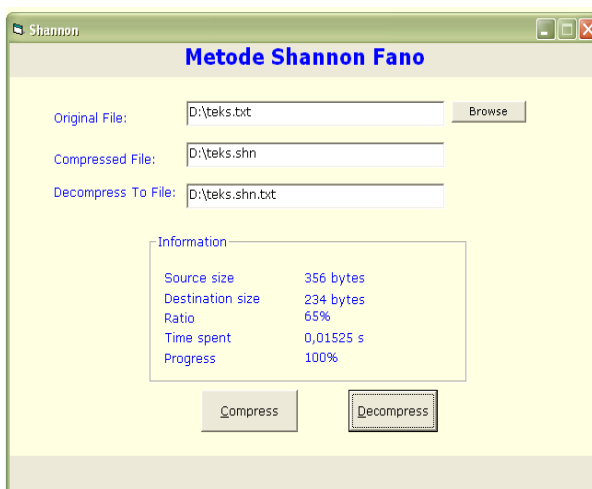 Shannon
Metode Shannon Fano
Original File: D:\teks.txt Browse
Compressed File: D:\teks.shn
Decompress To File: D:\teks.shn.txt
Information
Source size 356 bytes
Destination size 234 bytes
Ratio 65%
Time spent 0,01525 s
Progress 100%
Compress Decompress